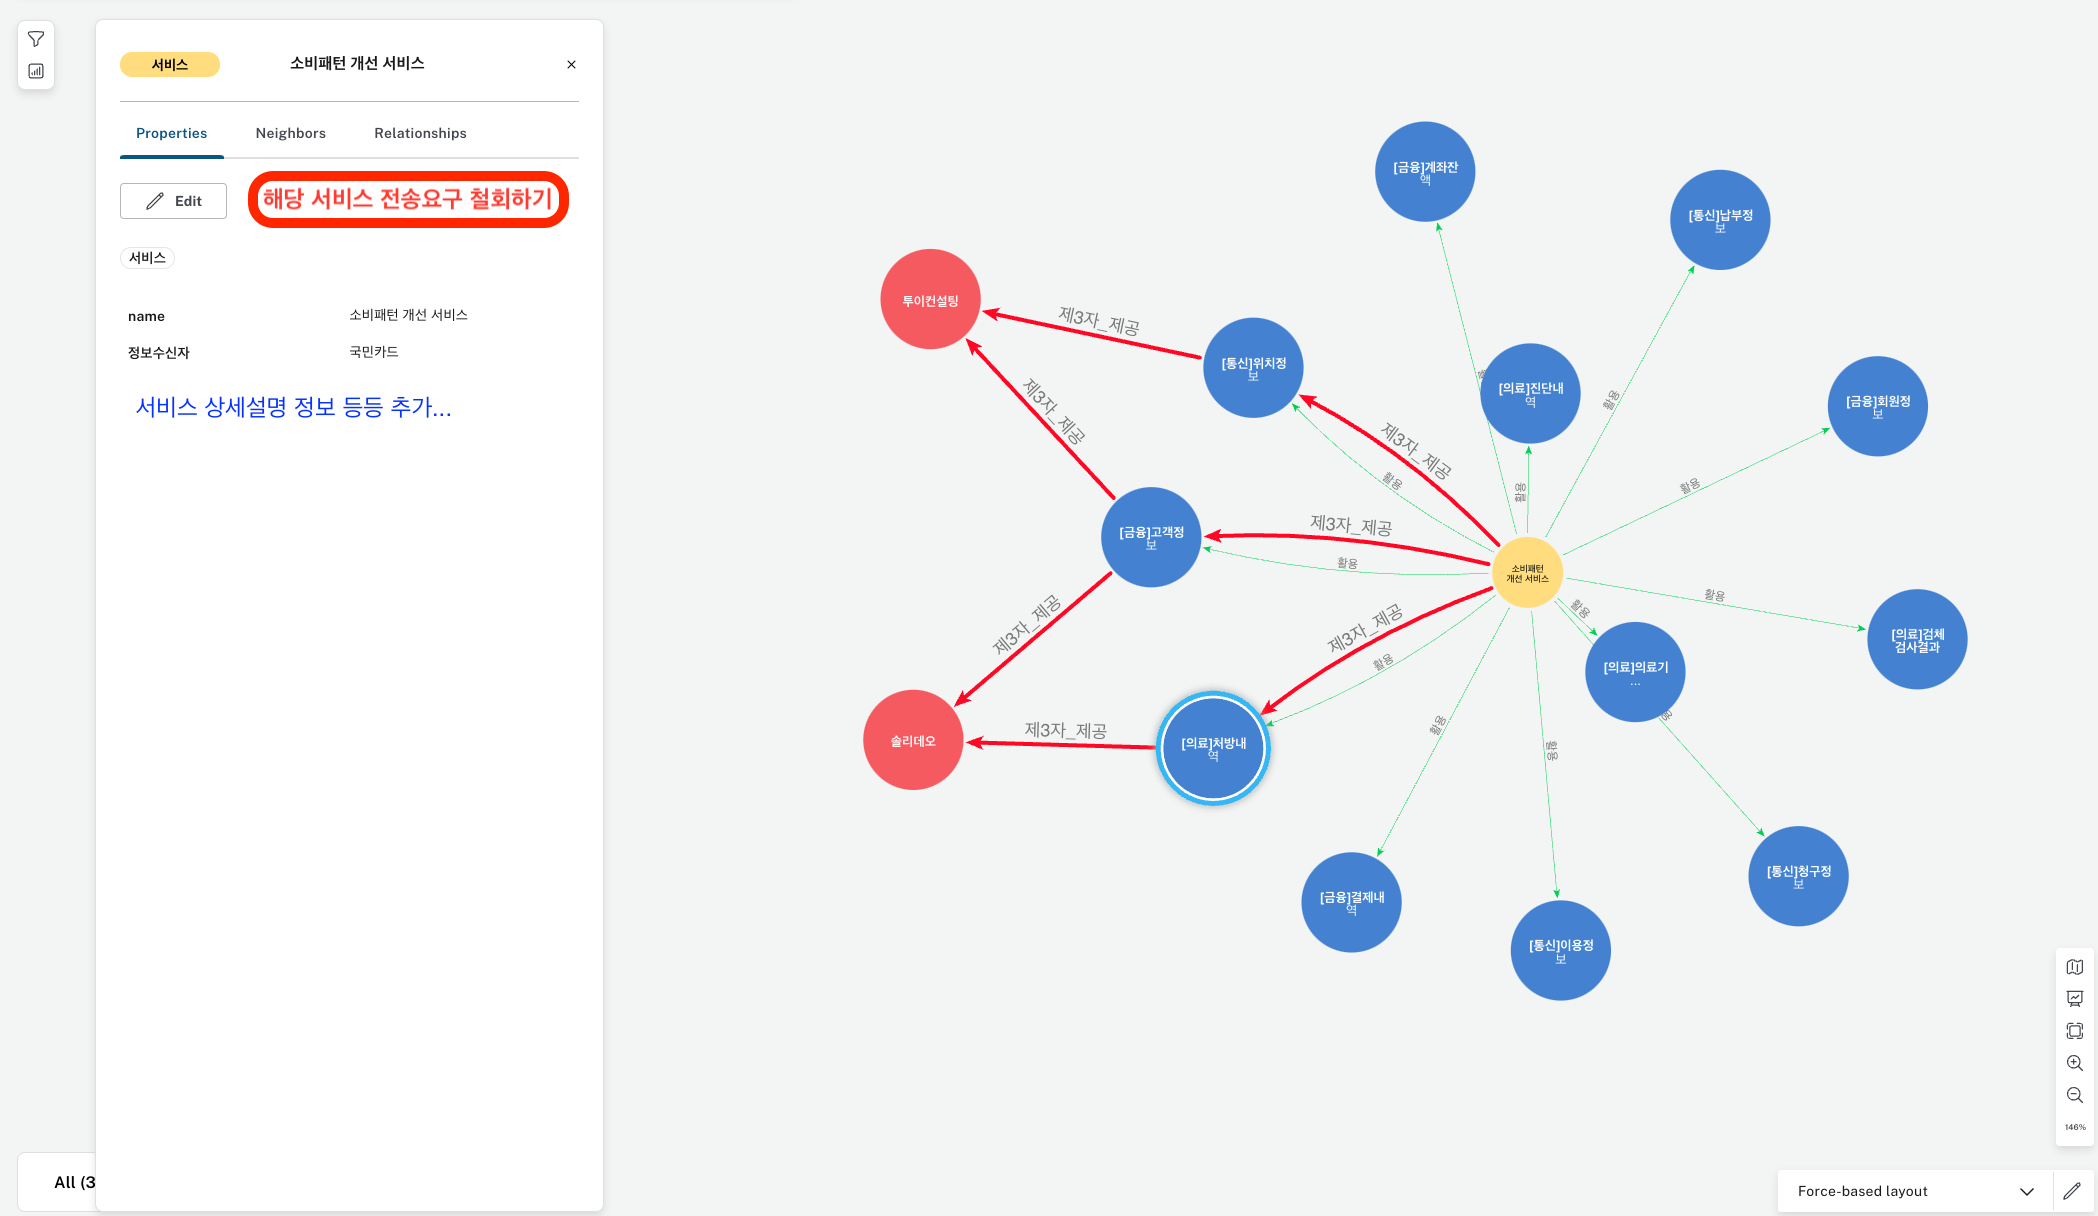 서비스
소비패턴 개선 서비스
Properties
Neighbors
Relationships
Edit
해당 서비스 전송요구 철회하기
서비스
name
소비패턴 개선 서비스
정보수신자
국민카드
서비스 상세설명 정보 등등 추가...
All (3
[금융]계좌잔
액
[통신]납부정
보
투이컨설팅
제3자_제공
[통신]위치정
보
[의료]진단내
역
활용
[금융]회원정
보
제3자_제공
제3자_제공
활용
활용
활용
[금융]고객정
보
제3자_제공
활용
소비패턴
개선 서비스
활용
활용
[의료]검체
검사결과
제3자_제공
제3자_제공
활용
[의료]의료기
...
솔리데오
제3자_제공
[의료]처방내
역
활용
활용
[금융]결제내
역
[통신]이용정
보
[통신]청구정
보
146%
Force-based layout